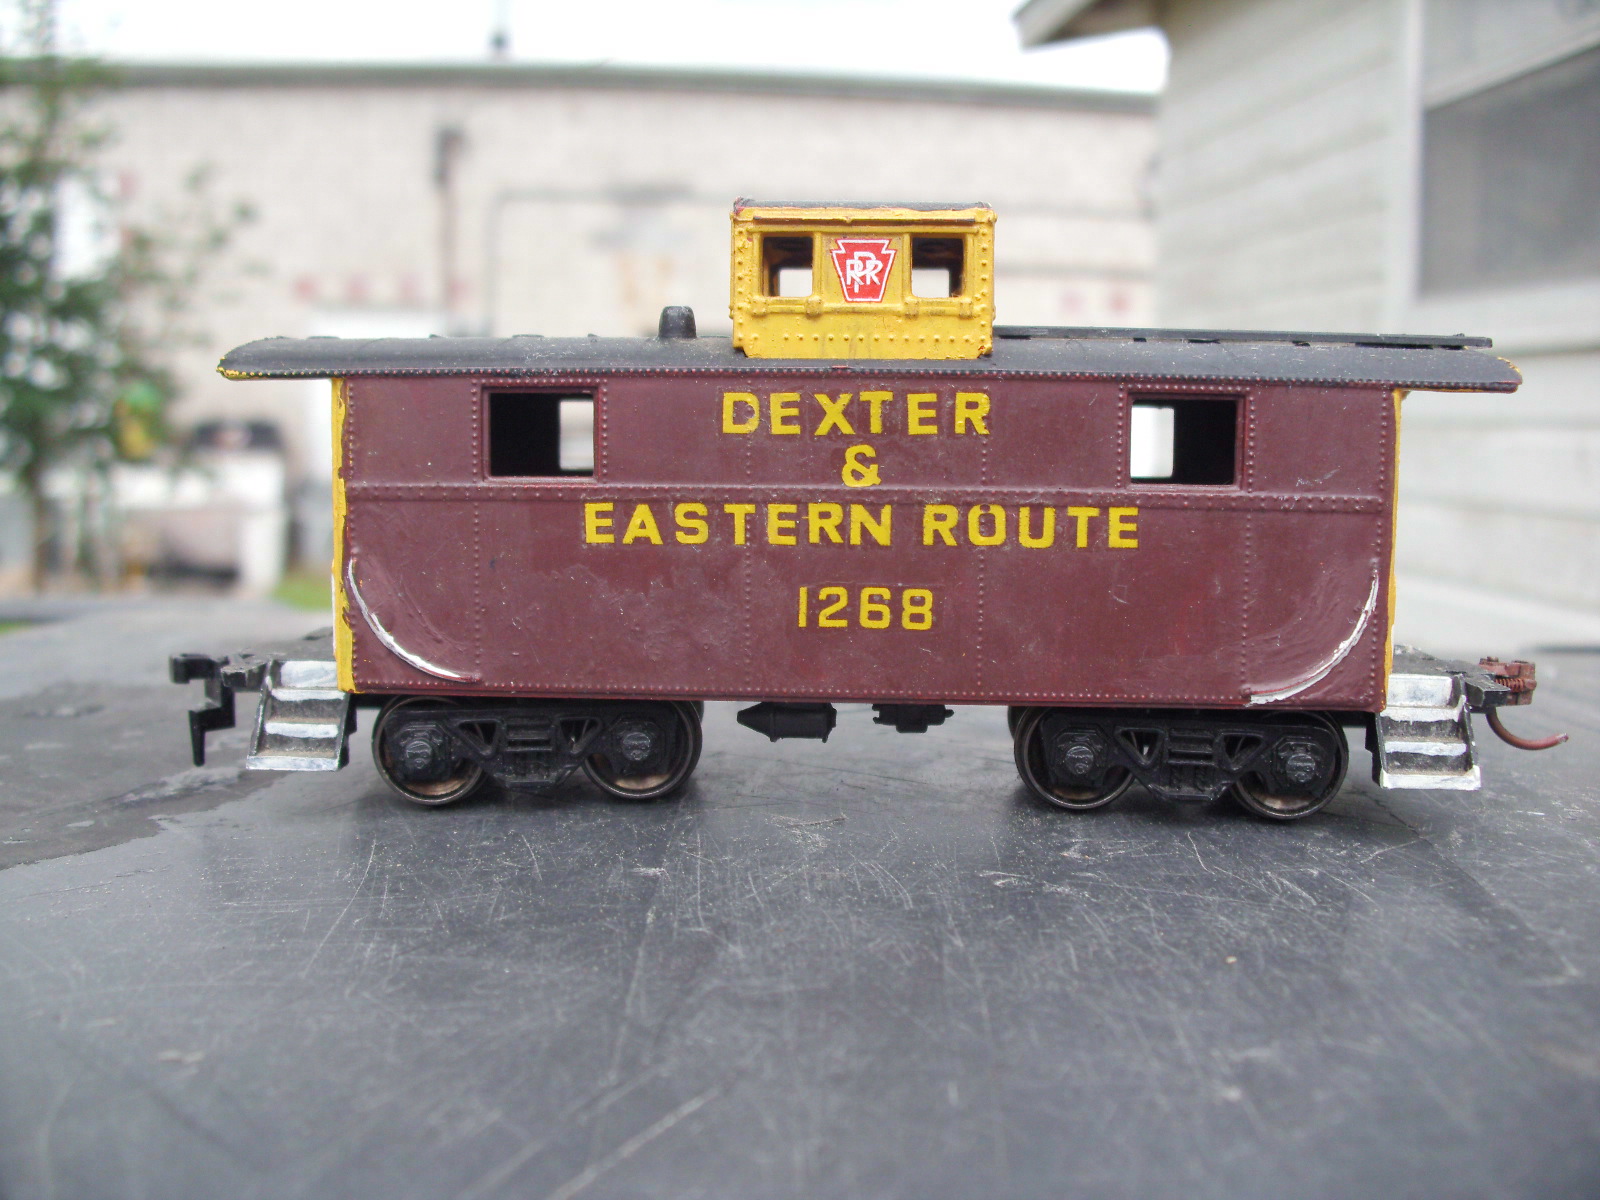 PRR
DEXTER
&
EASTERN ROUTE
1268